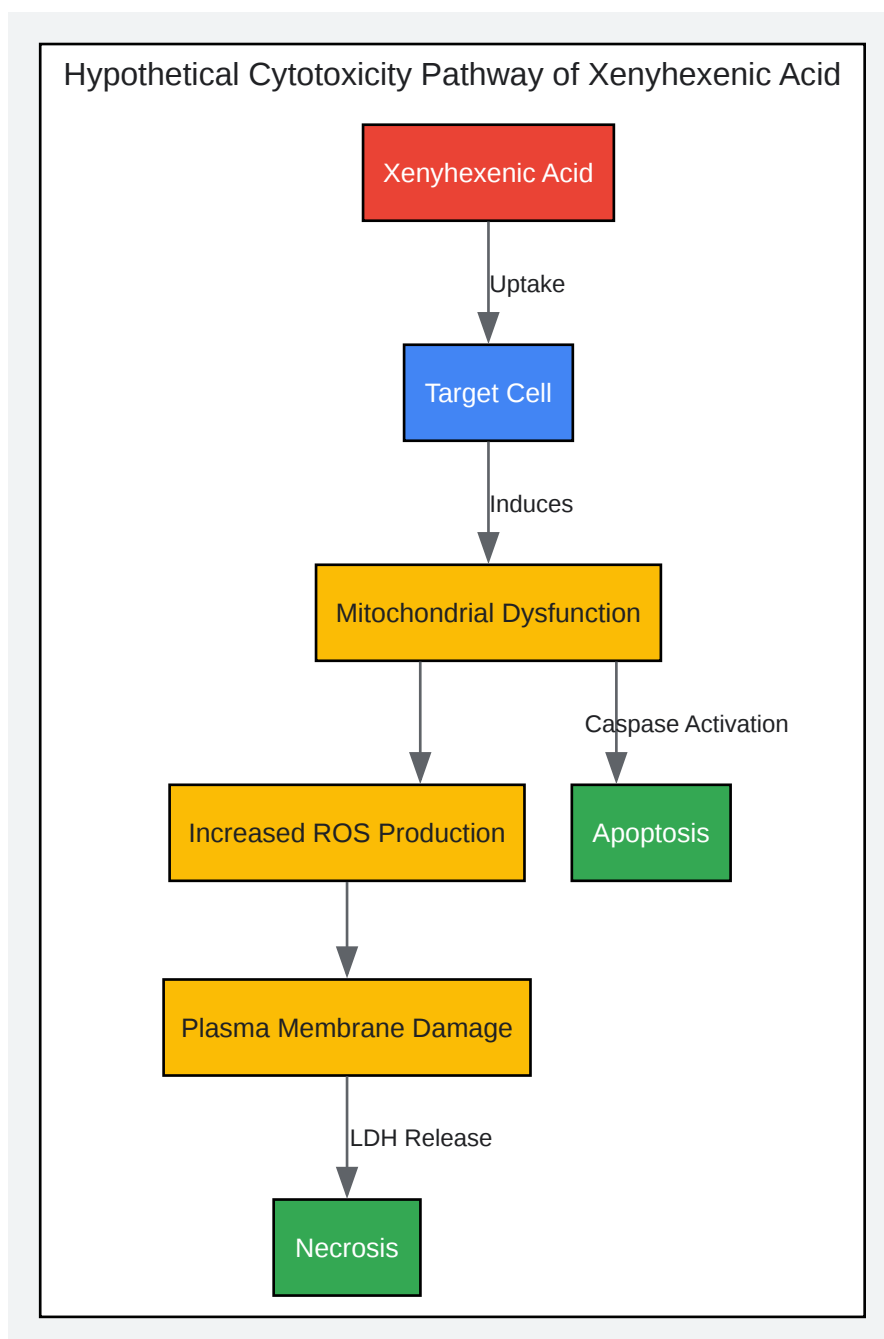 Hypothetical Cytotoxicity Pathway of Xenyhexenic Acid
Xenyhexenic Acid
Uptake
Target Cell
Induces
Mitochondrial Dysfunction
Caspase Activation
Increased ROS Production
Apoptosis
Plasma Membrane Damage
LDH Release
Necrosis